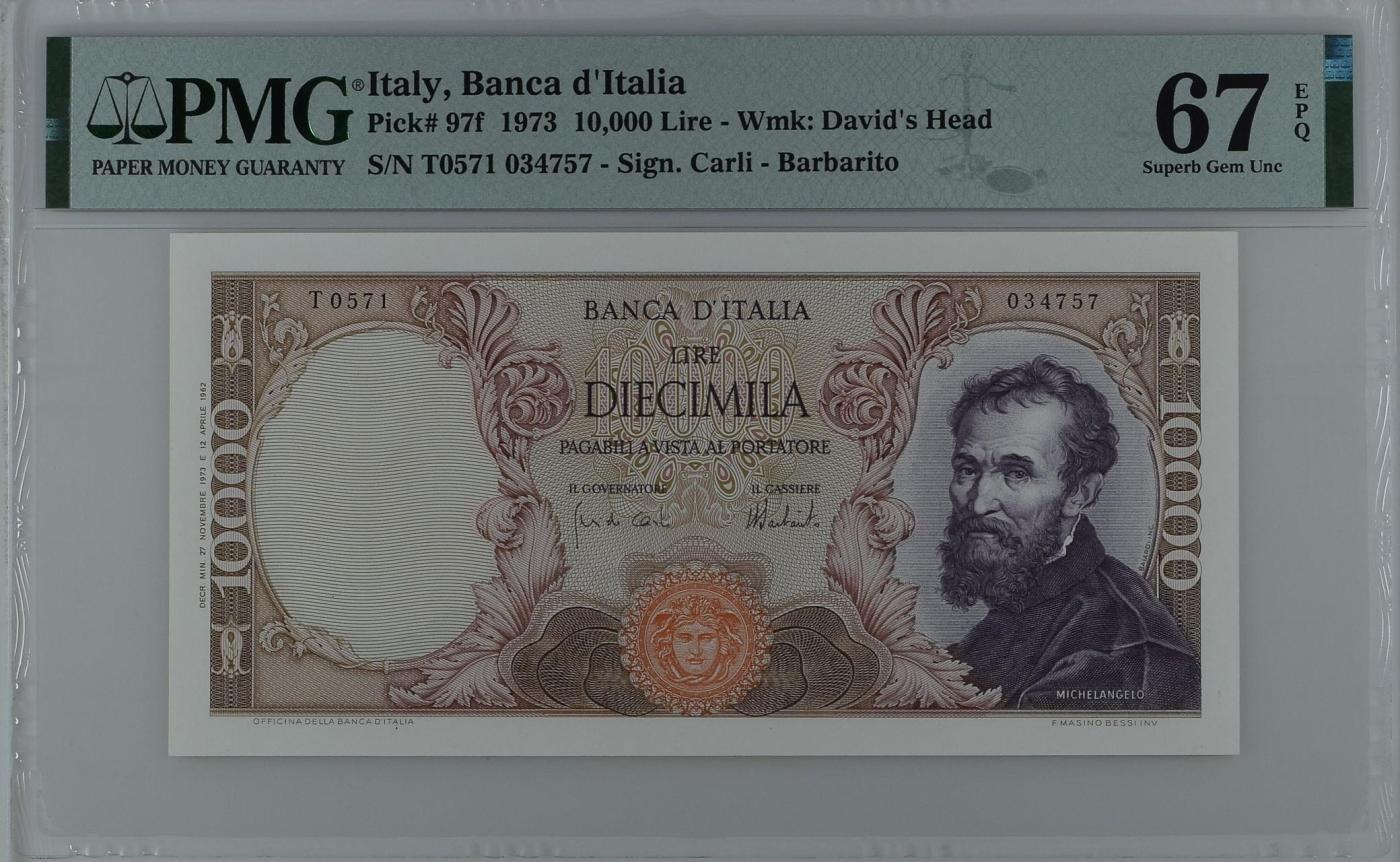 PMG®
PAPER MONEY GUARANTY
Italy, Banca d'Italia
Pick# 97f 1973 10,000 Lire - Wmk: David's Head
S/N T0571 034757 - Sign. Carli - Barbarito
67
EPQ
Superb Gem Unc
T0571
BANCA D'ITALIA
034757
10000
LIRE
DIECIMILA
PAGABILI A VISTA AL PORTATORE
IL GOVERNATORE
IL CASSIERE
10000
10000
DECR. MIN. 27 NOVEMBRE 1973 E 12 APRILE 1962
MICHELANGELO
OFFICINA DELLA BANCA D'ITALIA
F. MASINO BESSI INV